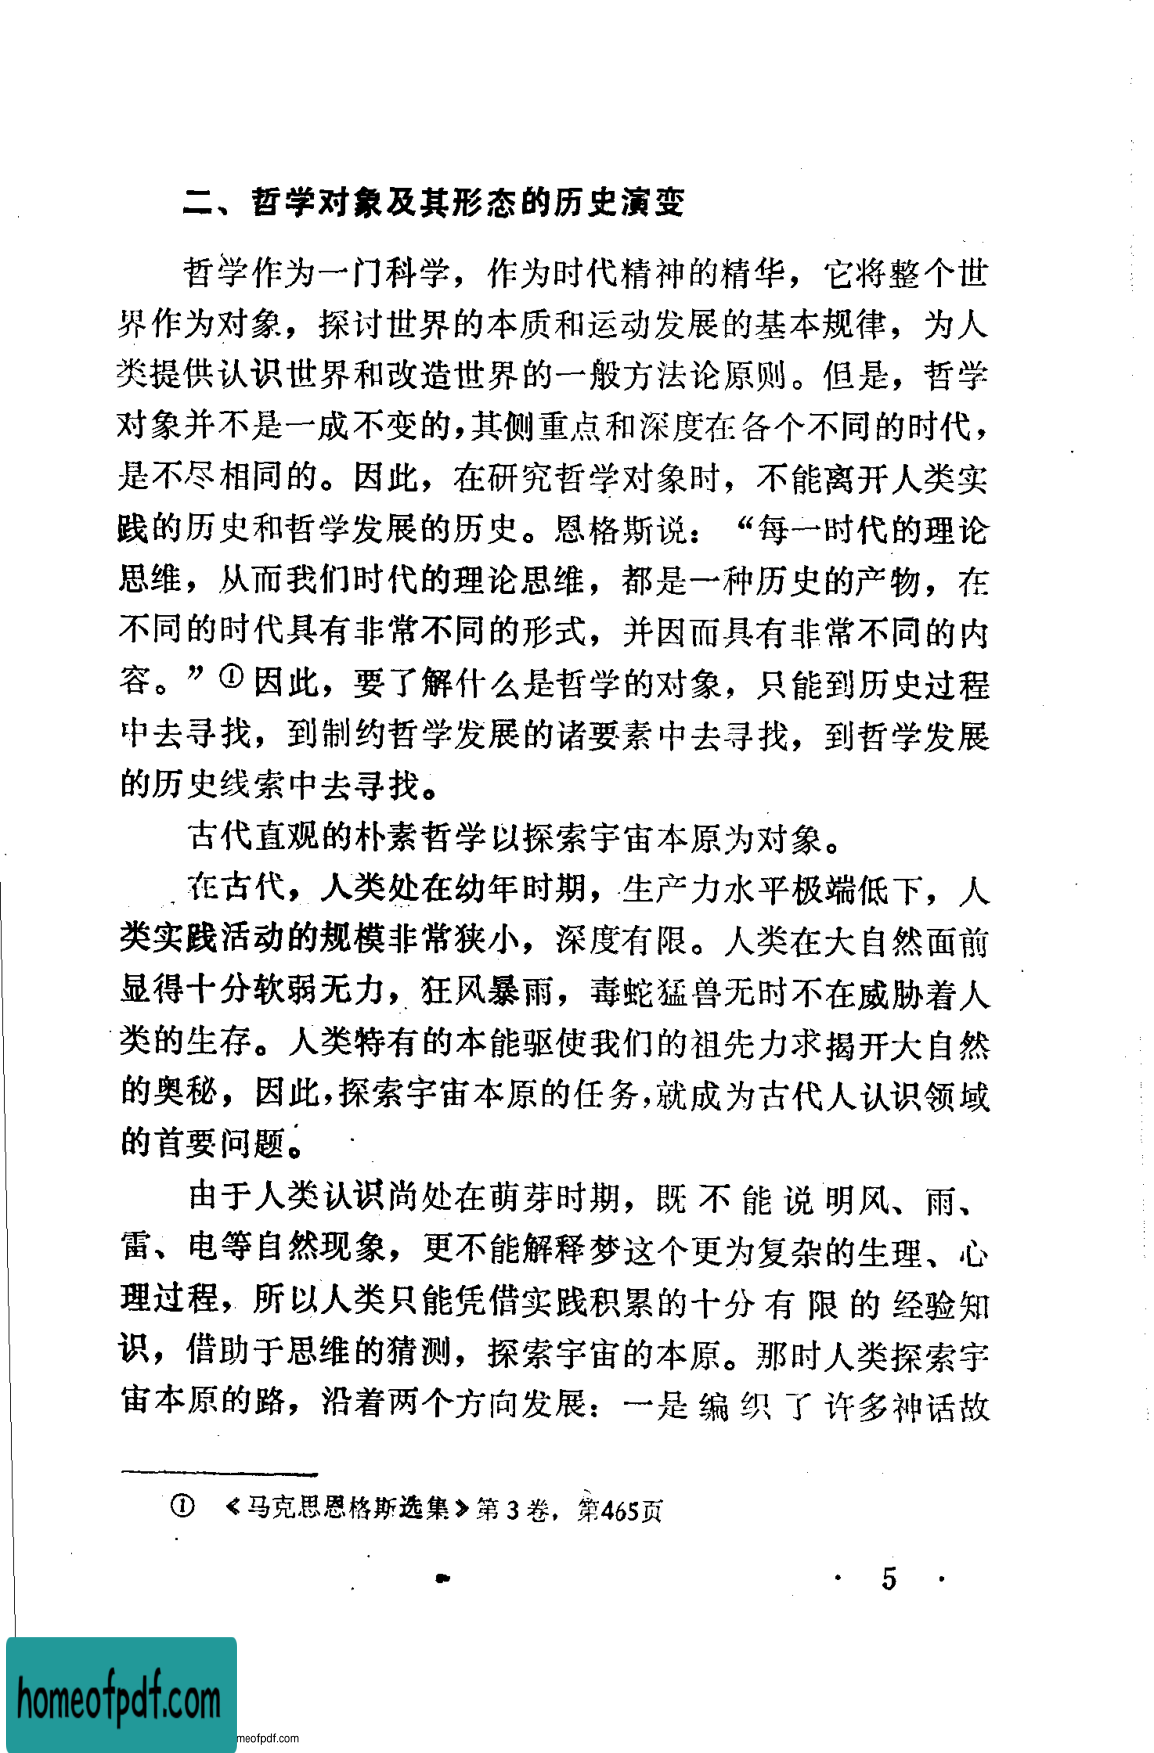 二、哲学对象及其形态的历史演变
哲学作为一门科学，作为时代精神的精华，它将整个世
界作为对象，探讨世界的本质和运动发展的基本规律，为人
类提供认识世界和改造世界的一般方法论原则。但是，哲学
对象并不是一成不变的，其侧重点和深度在各个不同的时代，
是不尽相同的。因此，在研究哲学对象时，不能离开人类实
践的历史和哲学发展的历史。恩格斯说：“每一时代的理论
思维，从而我们时代的理论思维，都是一种历史的产物，在
不同的时代具有非常不同的形式，并因而具有非常不同的内
容。”①因此，要了解什么是哲学的对象，只能到历史过程
中去寻找，到制约哲学发展的诸要素中去寻找，到哲学发展
的历史线索中去寻找。
古代直观的朴素哲学以探索宇宙本原为对象。
在古代，人类处在幼年时期，生产力水平极端低下，人
类实践活动的规模非常狭小，深度有限。人类在大自然面前
显得十分软弱无力，狂风暴雨，毒蛇猛兽无时不在威胁着人
类的生存。人类特有的本能驱使我们的祖先力求揭开大自然
的奥秘，因此，探索宇宙本原的任务，就成为古代人认识领域
的首要问题。
由于人类认识尚处在萌芽时期，既不能说明风、雨、
雷、电等自然现象，更不能解释梦这个更为复杂的生理、心
理过程，所以人类只能凭借实践积累的十分有限的经验知
识，借助于思维的猜测，探索宇宙的本原。那时人类探索宇
宙本原的路，沿着两个方向发展：一是编织了许多神话故
① 《马克思恩格斯选集》第3卷，第465页
· 5 ·
homeofpdf.com
meofpdf.com